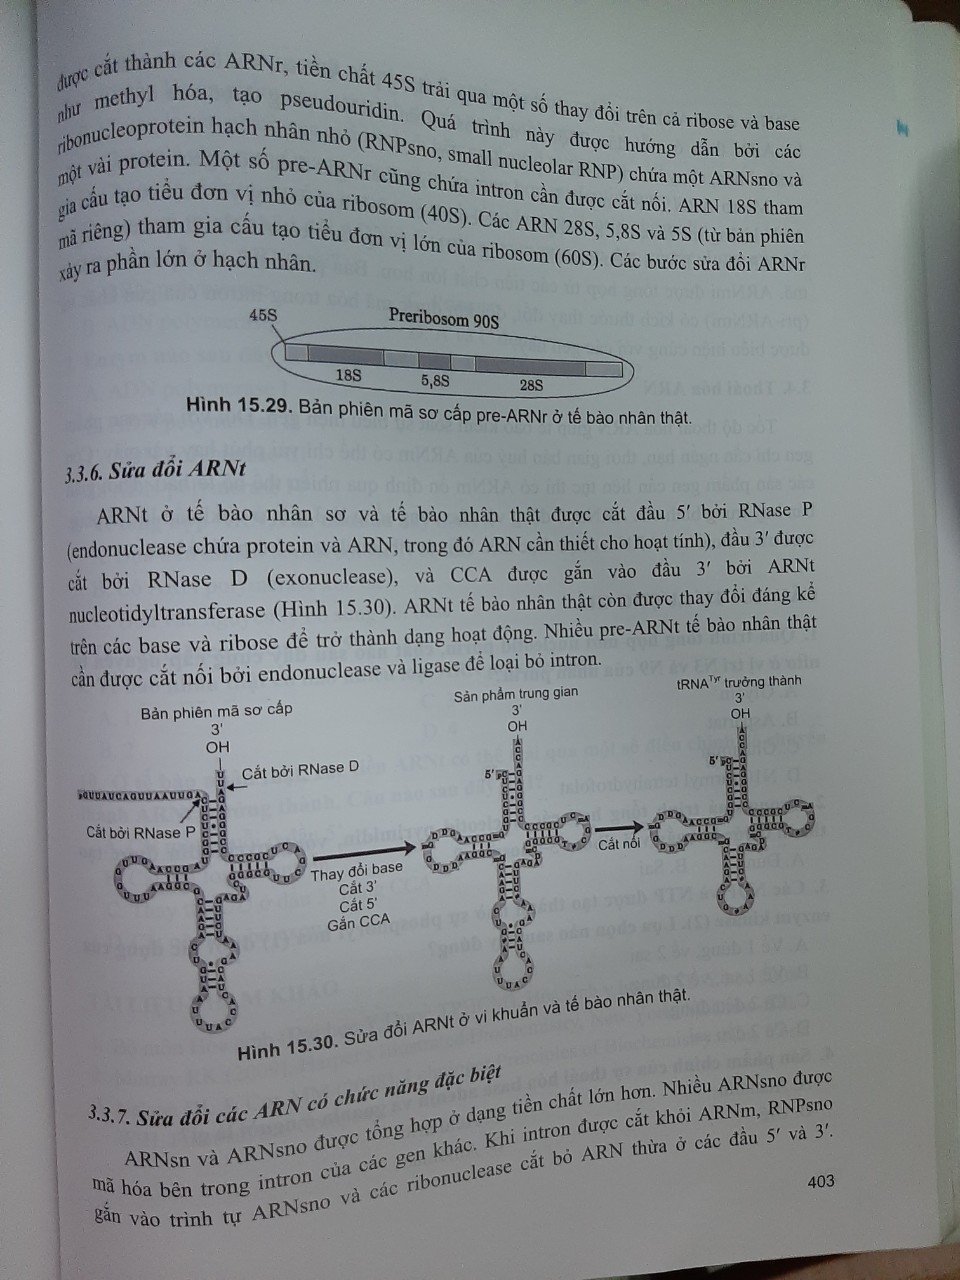 được cắt thành các ARNr, tiền chất 45S trải qua một số thay đổi trên cả ribose và base
như methyl hóa, tạo pseudouridin. Quá trình này được hướng dẫn bởi các
ribonucleoprotein hạch nhân nhỏ (RNPsno, small nucleolar RNP) chứa một ARNsno và
một vài protein. Một số pre-ARNr cũng chứa intron cần được cắt nối. ARN 18S tham
gia cấu tạo tiểu đơn vị nhỏ của ribosom (40S). Các ARN 28S, 5,8S và 5S (từ bản phiên
mã riêng) tham gia cấu tạo tiểu đơn vị lớn của ribosom (60S). Các bước sửa đổi ARNr
xảy ra phần lớn ở hạch nhân.
45S
Preribosom 90S
18S
5,8S
28S
Hình 15.29. Bản phiên mã sơ cấp pre-ARNr ở tế bào nhân thật.
3.3.6. Sửa đổi ARNt
ARNt ở tế bào nhân sơ và tế bào nhân thật được cắt đầu 5′ bởi RNase P
(endonuclease chứa protein và ARN, trong đó ARN cần thiết cho hoạt tính), đầu 3′ được
cắt bởi RNase D (exonuclease), và CCA được gắn vào đầu 3′ bởi ARNt
nucleotidyltransferase (Hình 15.30). ARNt tế bào nhân thật còn được thay đổi đáng kể
trên các base và ribose để trở thành dạng hoạt động. Nhiều pre-ARNt tế bào nhân thật
cần được cắt nối bởi endonuclease và ligase để loại bỏ intron.
Bản phiên mã sơ cấp
3'
OH
Cắt bởi RNase D
Cắt bởi RNase P
Thay đổi base
Cắt 3'
Cắt 5'
Gắn CCA
Sản phẩm trung gian
3'
OH
5'
Cắt nối
tRNATyr trưởng thành
3'
OH
5'
Hình 15.30. Sửa đổi ARNt ở vi khuẩn và tế bào nhân thật.
3.3.7. Sửa đổi các ARN có chức năng đặc biệt
ARNsn và ARNsno được tổng hợp ở dạng tiền chất lớn hơn. Nhiều ARNsno được
mã hóa bên trong intron của các gen khác. Khi intron được cắt khỏi ARNm, RNPsno
gắn vào trình tự ARNsno và các ribonuclease cắt bỏ ARN thừa ở các đầu 5′ và 3′.
403